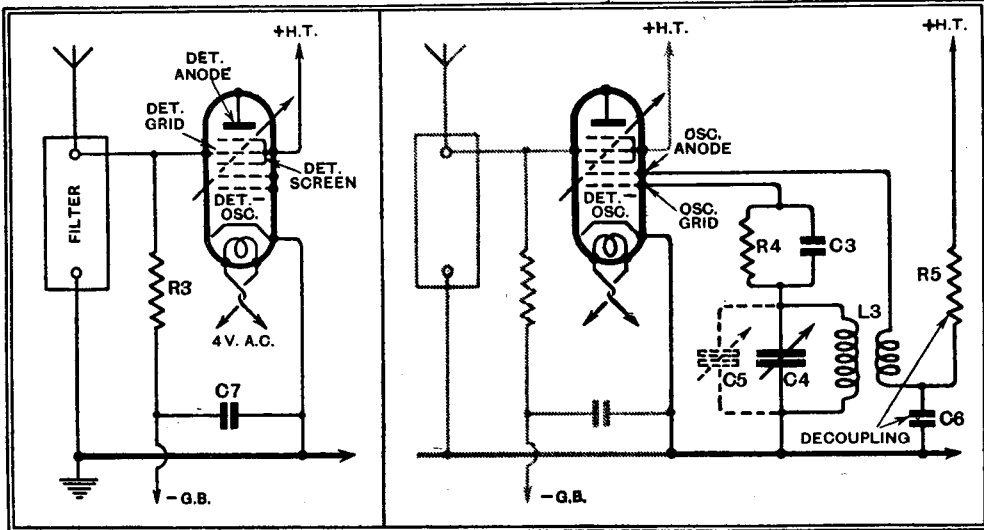 +H.T.
DET.
ANODE
DET.
GRID
DET.
SCREEN
FILTER
DET.
OSC.
R3
4 V. A.C.
C7
- G.B.
+H.T.
+H.T.
OSC.
ANODE
DET.
OSC.
OSC.
GRID
R4
C3
R5
L3
C5
C4
C6
DECOUPLING
- G.B.